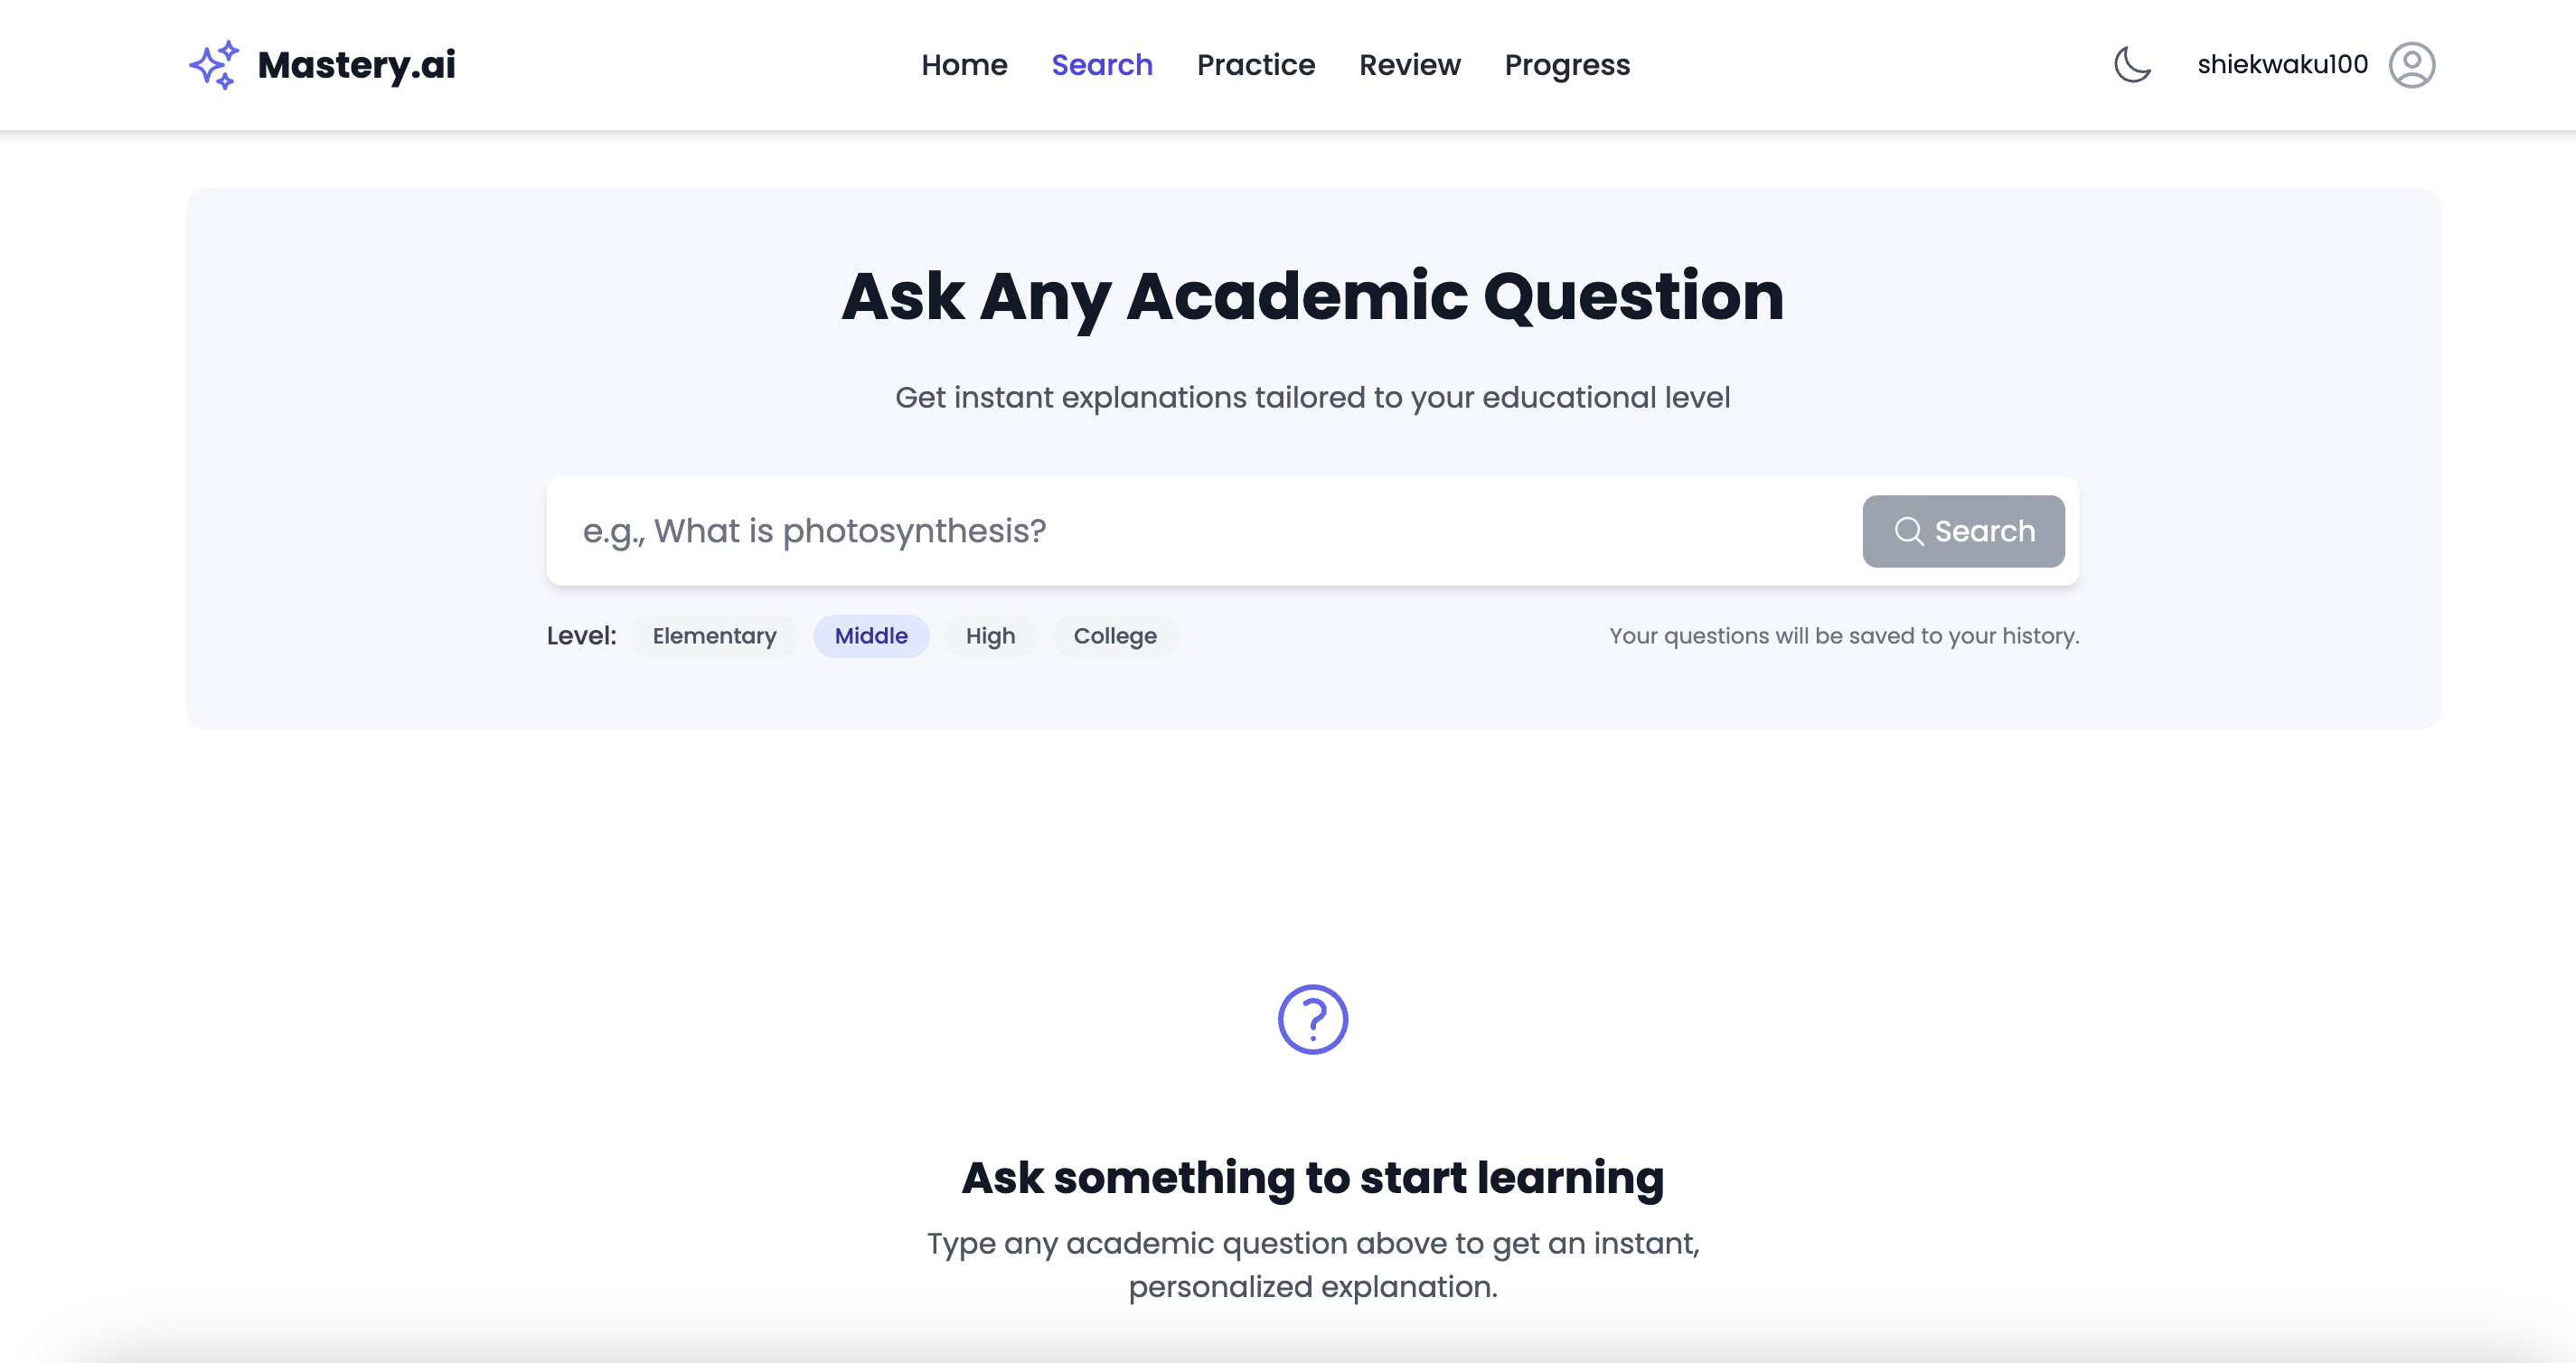 Mastery.ai
Home Search Practice Review Progress
shiekwaku100
Ask Any Academic Question
Get instant explanations tailored to your educational level
e.g., What is photosynthesis?
Search
Level: Elementary Middle High College
Your questions will be saved to your history.
Ask something to start learning
Type any academic question above to get an instant,
personalized explanation.